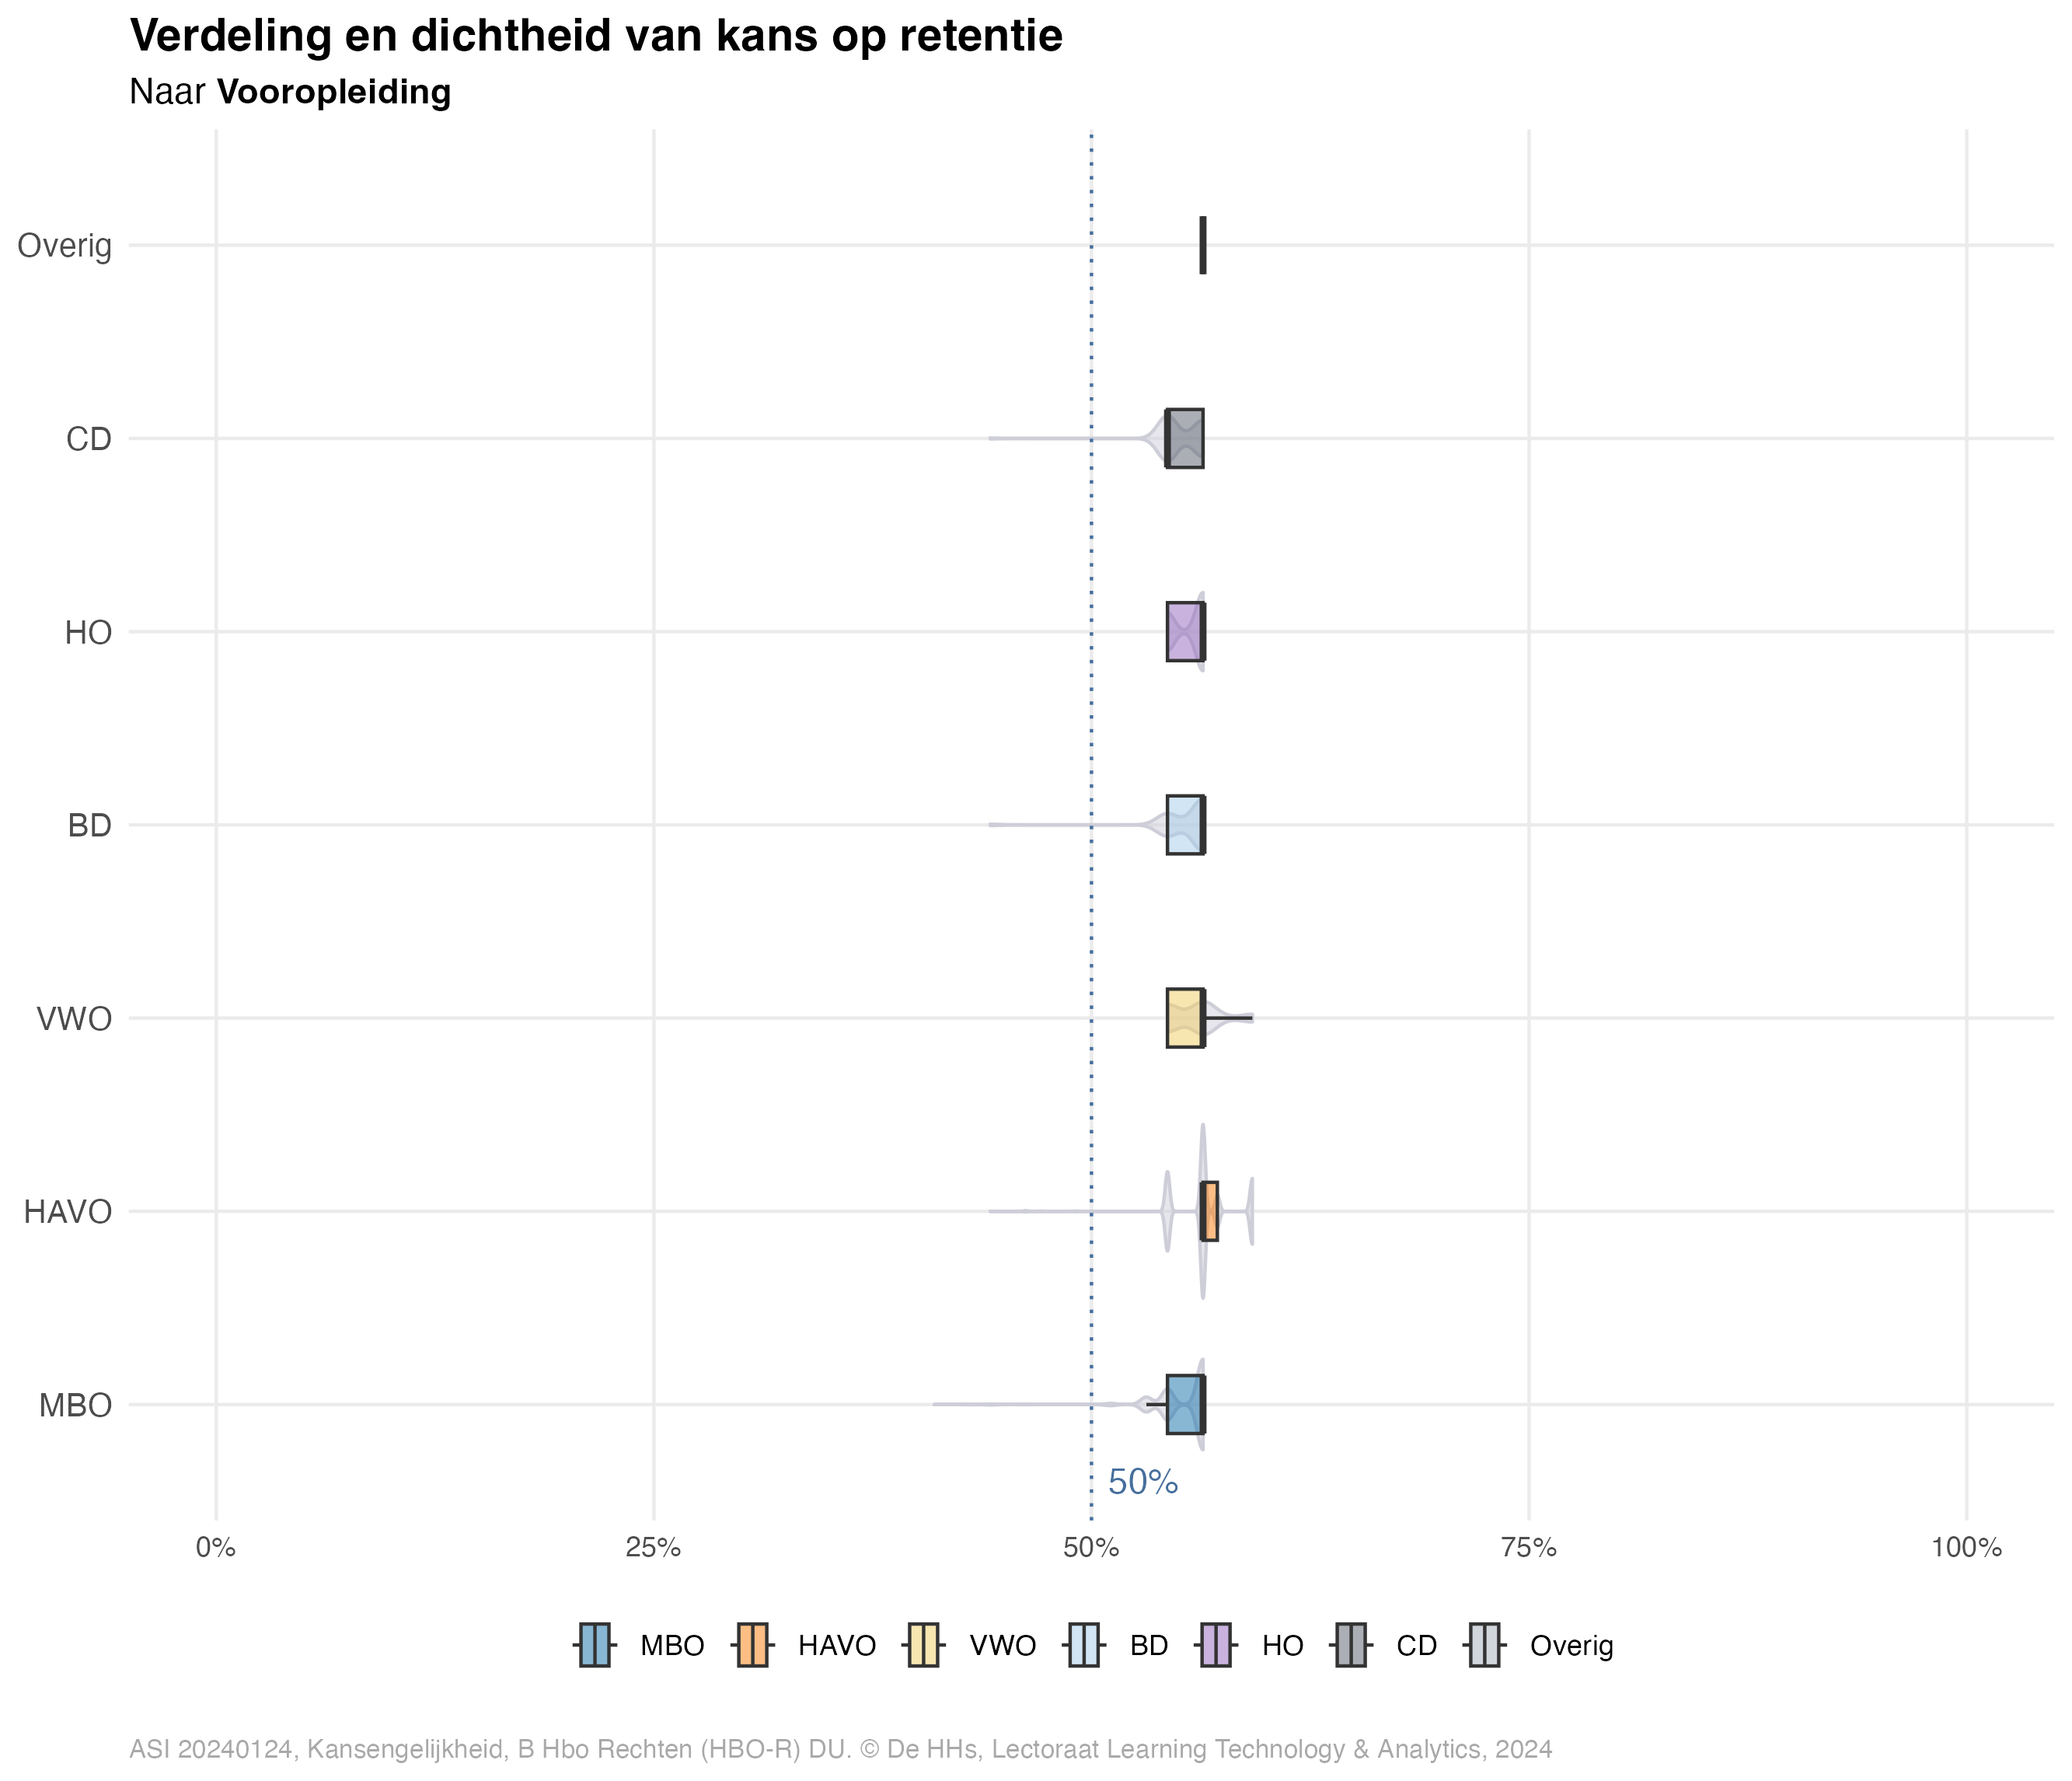 Verdeling en dichtheid van kans op retentie
Naar Vooropleiding
Overig
CD
HO
BD
VWO
HAVO
MBO
50%
0% 25% 50% 75% 100%
MBO HAVO VWO BD HO CD Overig
ASI 20240124, Kansengelijkheid, B Hbo Rechten (HBO-R) DU. © De HHs, Lectoraat Learning Technology & Analytics, 2024